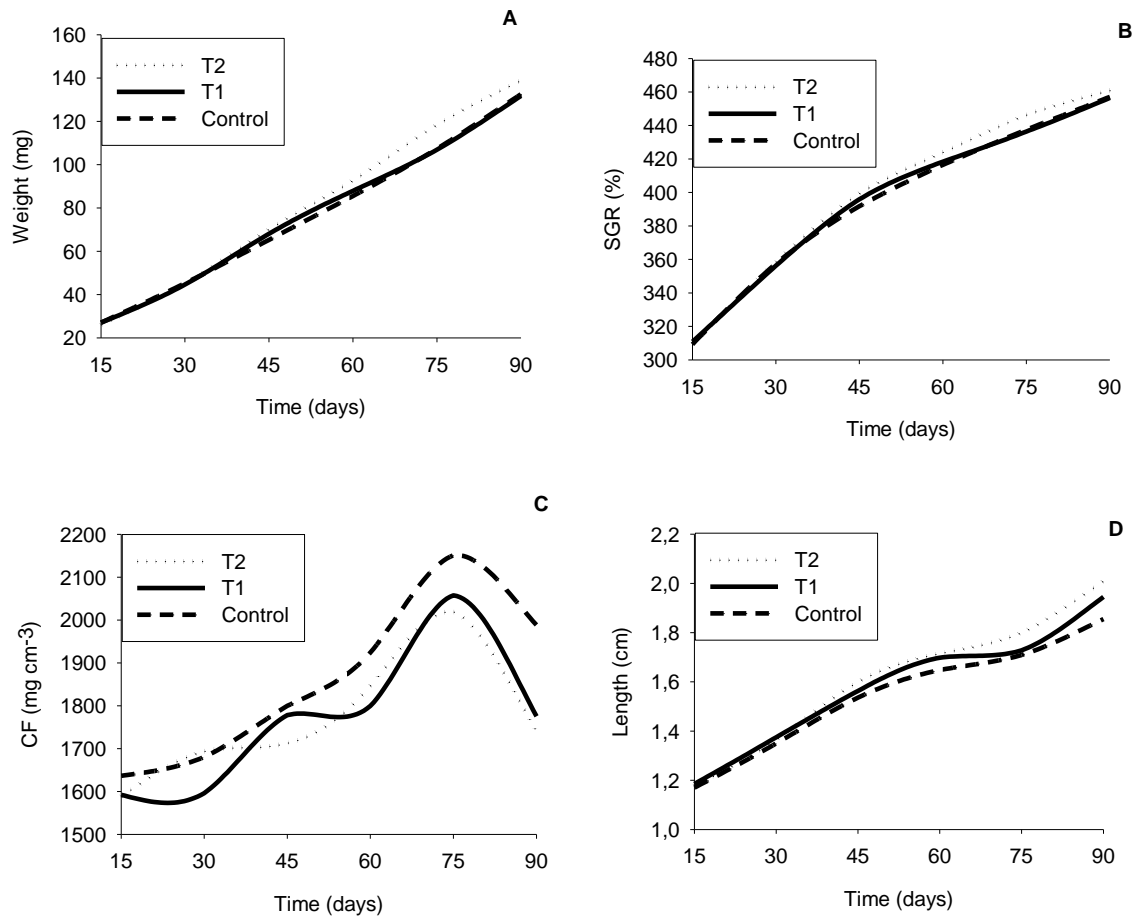 A
160
140
120
100
80
60
40
20
Weight (mg)
T2
T1
Control
15 30 45 60 75 90
Time (days)
B
480
460
440
420
400
380
360
340
320
300
SGR (%)
T2
T1
Control
15 30 45 60 75 90
Time (days)
C
2200
2100
2000
1900
1800
1700
1600
1500
CF (mg cm-3)
T2
T1
Control
15 30 45 60 75 90
Time (days)
D
2,2
2,0
1,8
1,6
1,4
1,2
1,0
Length (cm)
T2
T1
Control
15 30 45 60 75 90
Time (days)